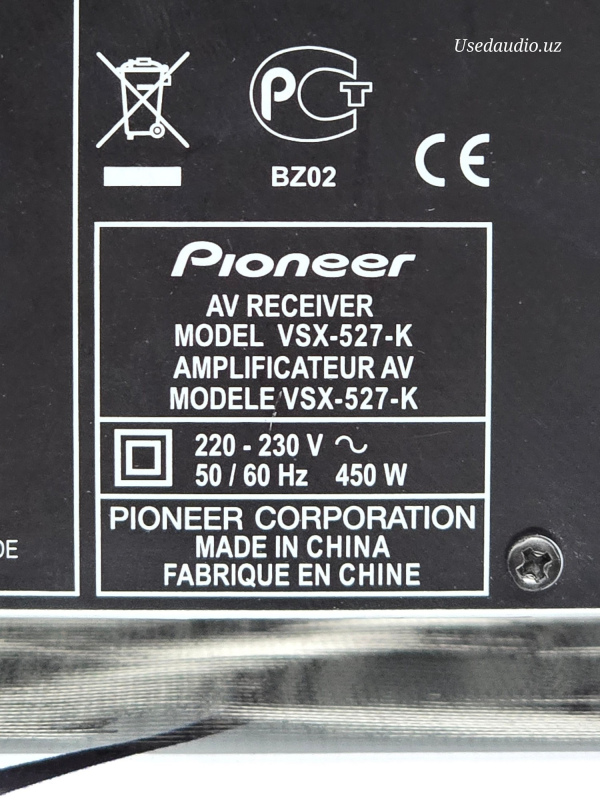 Usedaudio.uz
PCT
BZ02
CE
Pioneer
AV RECEIVER
MODEL VSX-527-K
AMPLIFICATEUR AV
MODELE VSX-527-K
220 - 230 V ~
50 / 60 Hz 450 W
PIONEER CORPORATION
MADE IN CHINA
FABRIQUE EN CHINE
DE